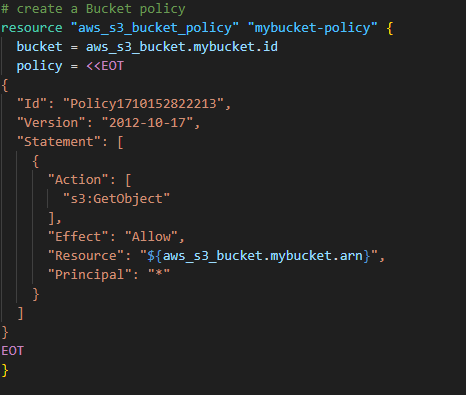 # create a Bucket policy
resource "aws_s3_bucket_policy" "mybucket-policy" {
  bucket = aws_s3_bucket.mybucket.id
  policy = <<EOT
{
  "Id": "Policy1710152822213",
  "Version": "2012-10-17",
  "Statement": [
    {
      "Action": [
        "s3:GetObject"
      ],
      "Effect": "Allow",
      "Resource": "${aws_s3_bucket.mybucket.arn}",
      "Principal": "*"
    }
  ]
}
EOT
}